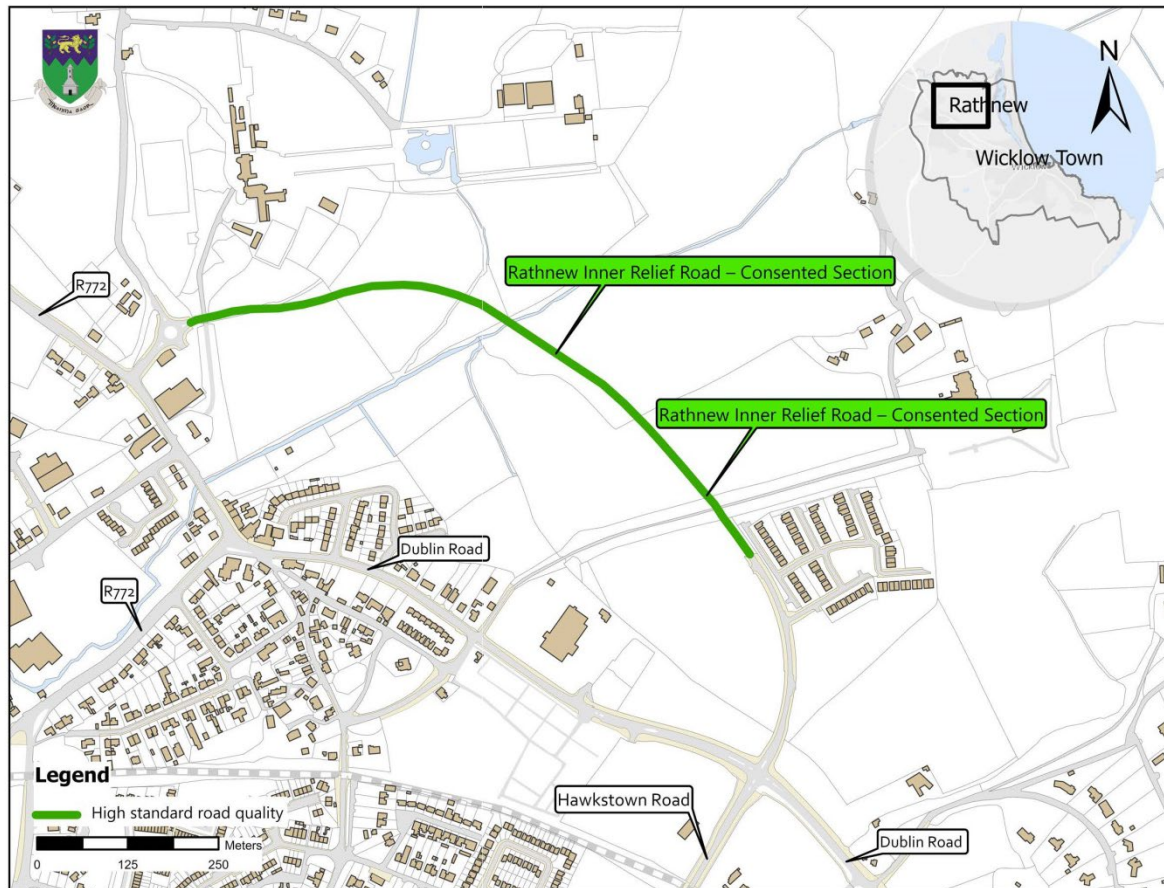 N
Rathnew
Wicklow Town
Wicklow
Rathnew Inner Relief Road – Consented Section
R772
Rathnew Inner Relief Road – Consented Section
Dublin Road
R772
Legend
High standard road quality
Meters
0 125 250
Hawkstown Road
Dublin Road